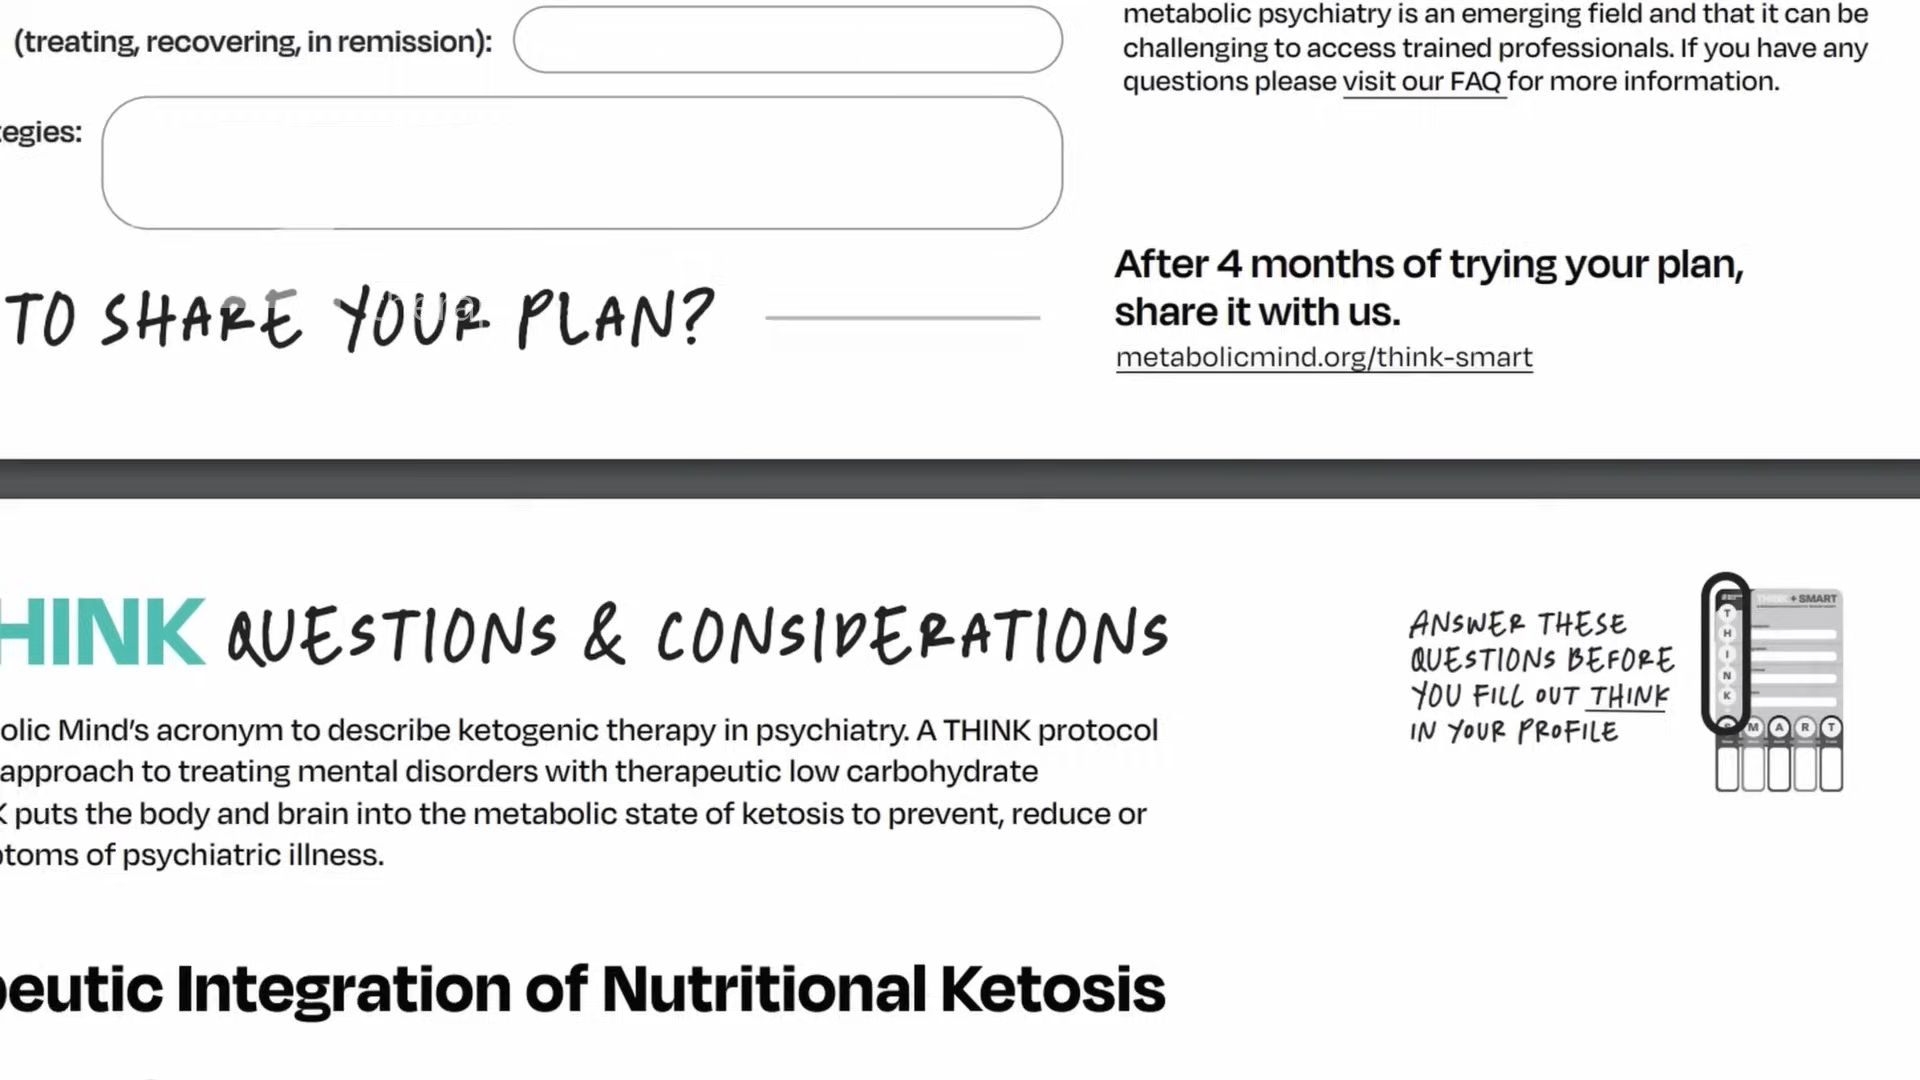 (treating, recovering, in remission):
tegies:
metabolic psychiatry is an emerging field and that it can be
challenging to access trained professionals. If you have any
questions please visit our FAQ for more information.
TO SHARE YOUR PLAN?
After 4 months of trying your plan,
share it with us.
metabolicmind.org/think-smart
HINK QUESTIONS & CONSIDERATIONS
olic Mind's acronym to describe ketogenic therapy in psychiatry. A THINK protocol
approach to treating mental disorders with therapeutic low carbohydrate
K puts the body and brain into the metabolic state of ketosis to prevent, reduce or
ptoms of psychiatric illness.
ANSWER THESE
QUESTIONS BEFORE
YOU FILL OUT THINK
IN YOUR PROFILE
THINK + SMART
T
H
I
N
K
S M A R T
peutic Integration of Nutritional Ketosis